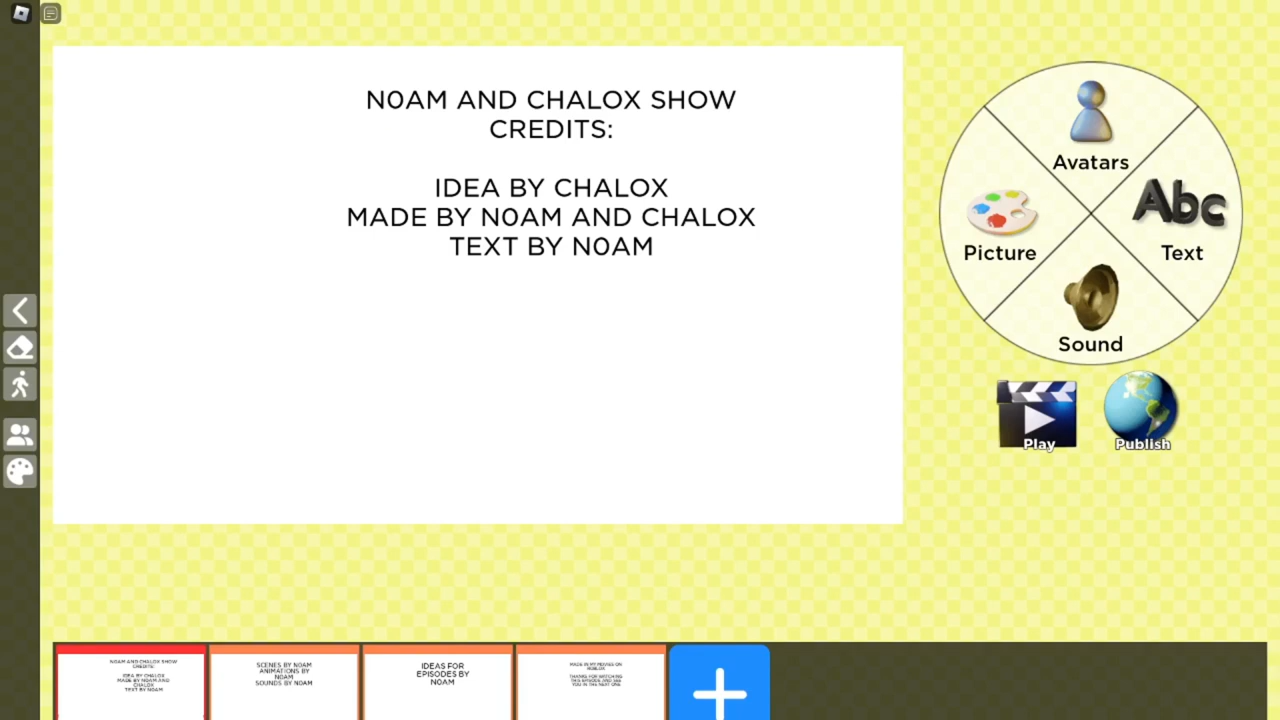 N0AM AND CHALOX SHOW
CREDITS:
IDEA BY CHALOX
MADE BY N0AM AND CHALOX
TEXT BY N0AM
Avatars
Picture
Abc
Text
Sound
Play
Publish
N0AM AND CHALOX SHOW
CREDITS:
IDEA BY CHALOX
MADE BY N0AM AND
CHALOX
TEXT BY N0AM
SCENES BY N0AM
ANIMATIONS BY
N0AM
SOUNDS BY N0AM
IDEAS FOR
EPISODES BY
N0AM
MADE IN MY MOVIES ON
ROBLOX
THANKS FOR WATCHING
THIS EPISODE AND SEE
YOU IN THE NEXT ONE